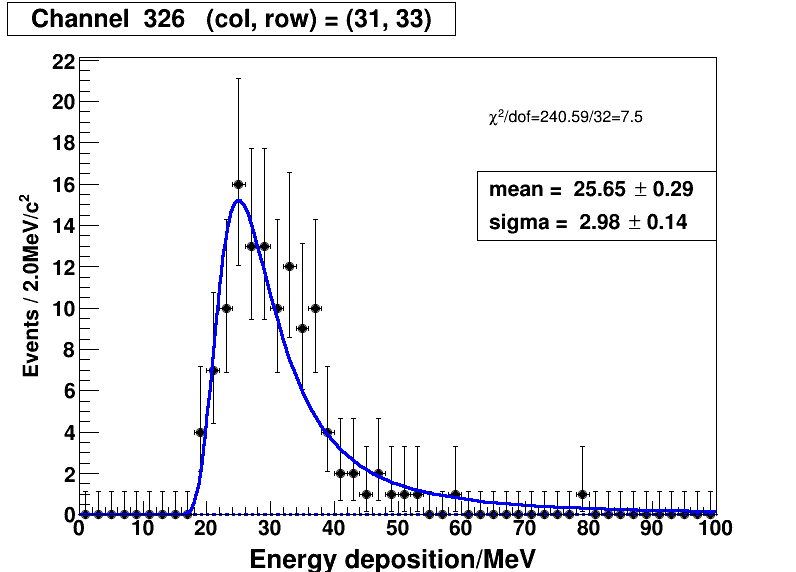 Channel 326 (col, row) = (31, 33)
22
20
18
16
14
12
10
8
6
4
2
0
Events / 2.0MeV/c²
χ²/dof=240.59/32=7.5
mean = 25.65 ± 0.29
sigma = 2.98 ± 0.14
0 10 20 30 40 50 60 70 80 90 100
Energy deposition/MeV